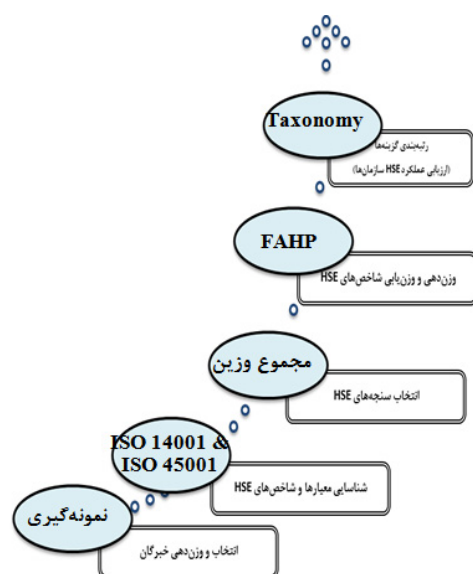 Taxonomy
رتبه‌بندی گزینه‌ها
(ارزیابی عملکرد HSE سازمان‌ها)
FAHP
وزن‌دهی و وزن‌یابی شاخص‌های HSE
مجموع وزین
انتخاب سنجه‌های HSE
ISO 14001 &
ISO 45001
شناسایی معیارها و شاخص‌های HSE
نمونه‌گیری
انتخاب و وزن‌دهی خبرگان